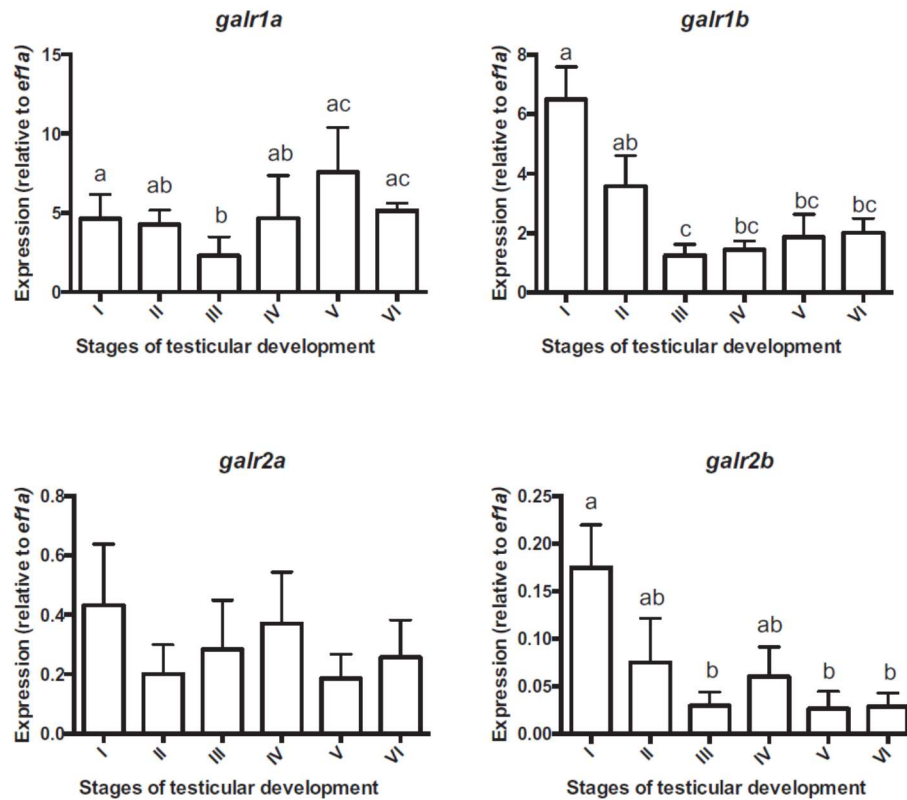 galr1a
Expression (relative to ef1a)
15
10
5
0
a
ab
b
ab
ac
ac
I
II
III
IV
V
VI
Stages of testicular development
galr1b
Expression (relative to ef1a)
8
6
4
2
0
a
ab
c
bc
bc
bc
I
II
III
IV
V
VI
Stages of testicular development
galr2a
Expression (relative to ef1a)
0.8
0.6
0.4
0.2
0.0
I
II
III
IV
V
VI
Stages of testicular development
galr2b
Expression (relative to ef1a)
0.25
0.20
0.15
0.10
0.05
0.00
a
ab
b
ab
b
b
I
II
III
IV
V
VI
Stages of testicular development